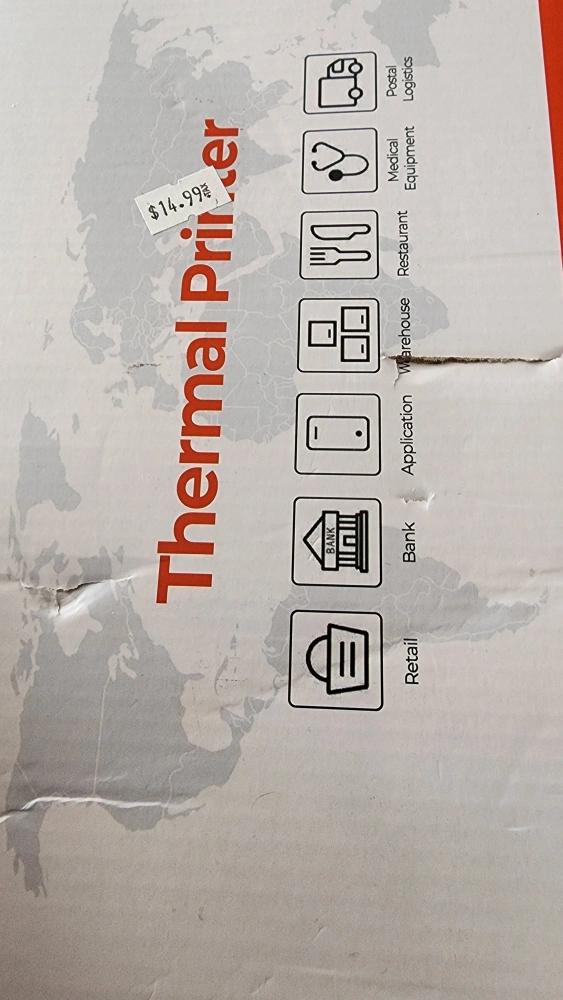 Thermal Printer
$14.99
Retail
BANK
Bank
Application
Warehouse
Restaurant
Medical
Equipment
Postal
Logistics